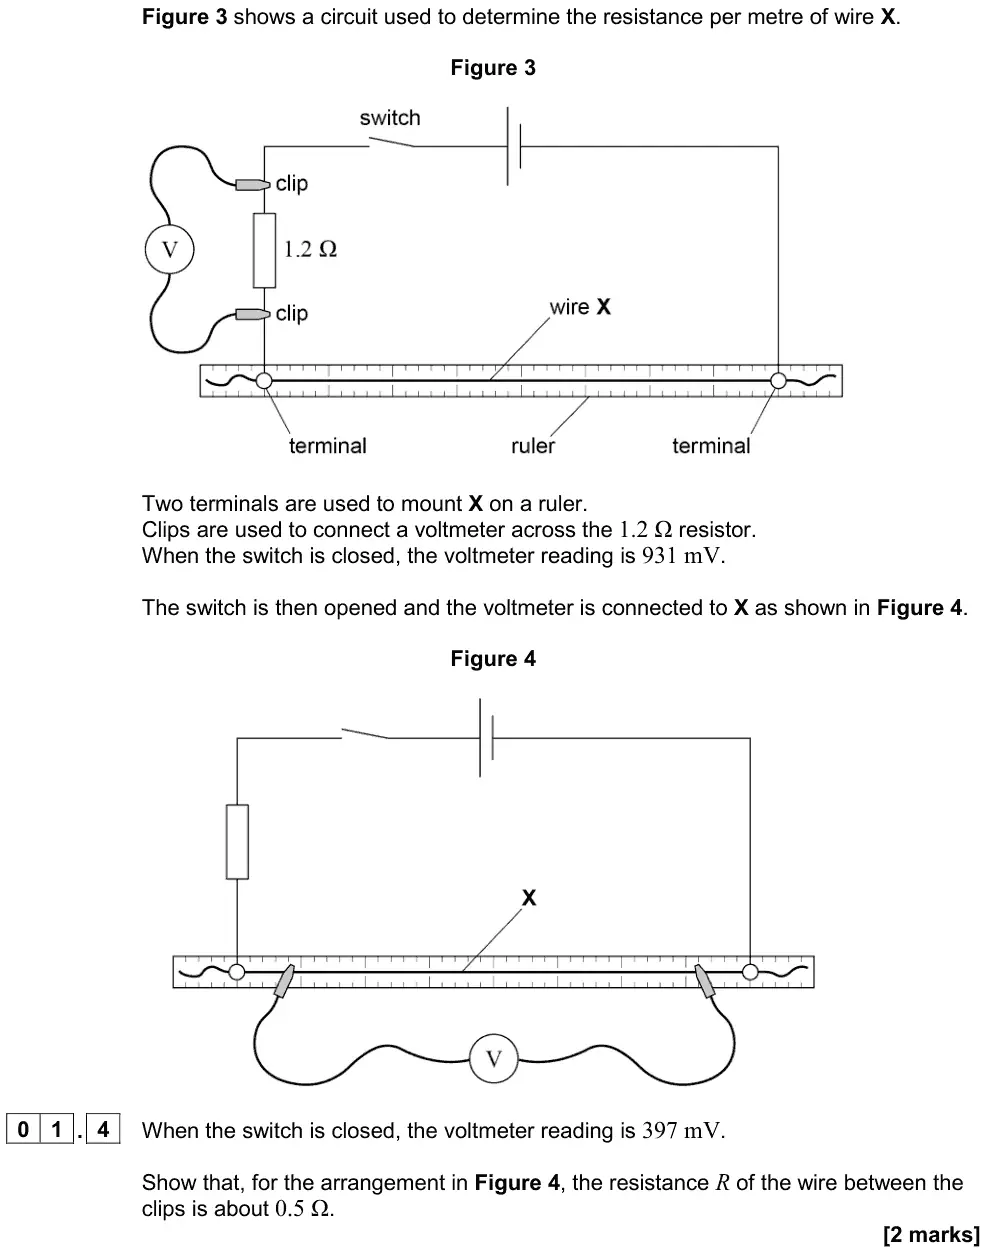 Figure 3 shows a circuit used to determine the resistance per metre of wire X.
Figure 3
switch
clip
V
1.2 Ω
clip
wire X
terminal
ruler
terminal
Two terminals are used to mount X on a ruler.
Clips are used to connect a voltmeter across the 1.2 Ω resistor.
When the switch is closed, the voltmeter reading is 931 mV.
The switch is then opened and the voltmeter is connected to X as shown in Figure 4.
Figure 4
X
V
0 1 . 4 When the switch is closed, the voltmeter reading is 397 mV.
Show that, for the arrangement in Figure 4, the resistance R of the wire between the
clips is about 0.5 Ω.
[2 marks]